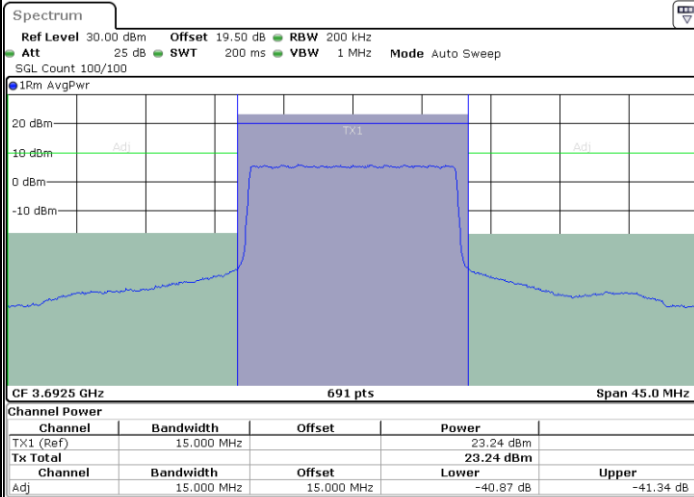 Spectrum
Ref Level 30.00 dBm Offset 19.50 dB RBW 200 kHz
Att 25 dB SWT 200 ms VBW 1 MHz Mode Auto Sweep
SGL Count 100/100
1Rm AvgPwr
20 dBm
TX1
Adj Adj
10 dBm
0 dBm
-10 dBm
CF 3.6925 GHz 691 pts Span 45.0 MHz
Channel Power
Channel Bandwidth Offset Power
TX1 (Ref) 15.000 MHz 23.24 dBm
Tx Total 23.24 dBm
Channel Bandwidth Offset Lower Upper
Adj 15.000 MHz 15.000 MHz -40.87 dB -41.34 dB